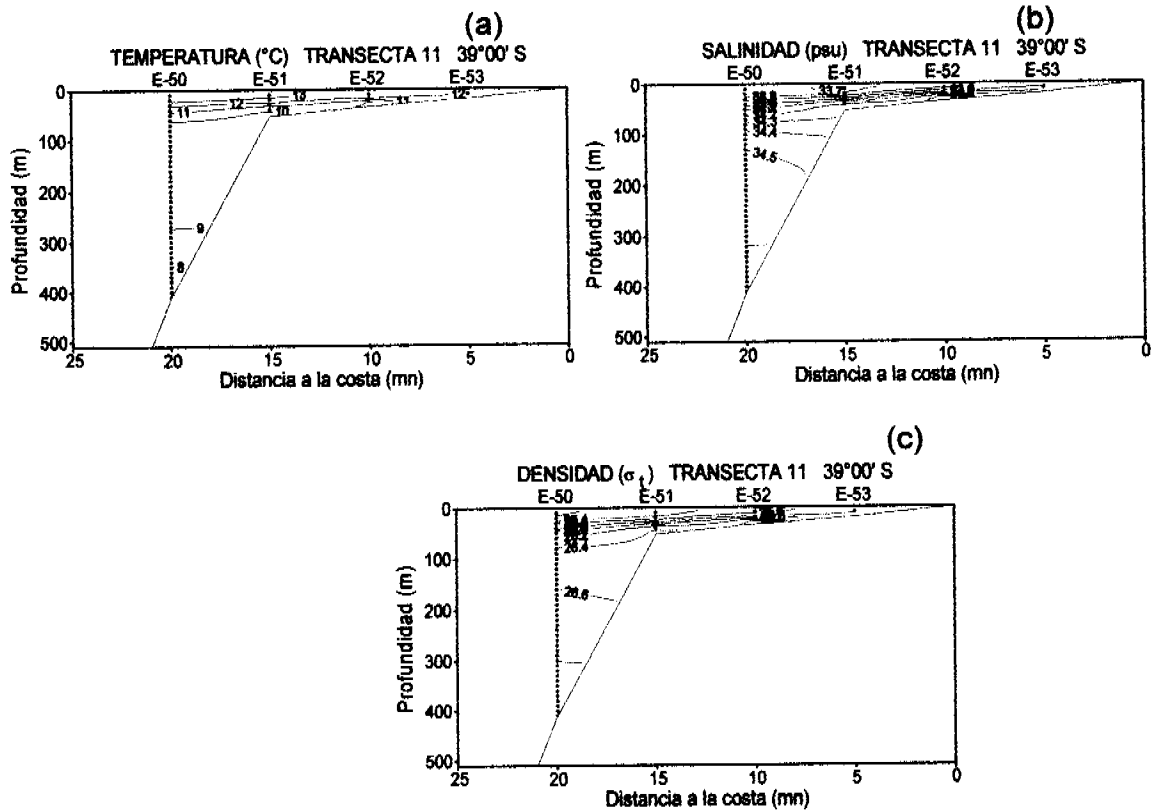 (a)
TEMPERATURA (°C) TRANSECTA 11 39°00' S
E-50 E-51 E-52 E-53
0
100
200
300
400
500
Profundidad (m)
13
12
12
11
11
10
9
8
25 20 15 10 5 0
Distancia a la costa (mn)
(b)
SALINIDAD (psu) TRANSECTA 11 39°00' S
E-50 E-51 E-52 E-53
0
100
200
300
400
500
Profundidad (m)
33.7
34.4
34.5
25 20 15 10 5 0
Distancia a la costa (mn)
(c)
DENSIDAD (σt) TRANSECTA 11 39°00' S
E-50 E-51 E-52 E-53
0
100
200
300
400
500
Profundidad (m)
26.4
26.6
25 20 15 10 5 0
Distancia a la costa (mn)